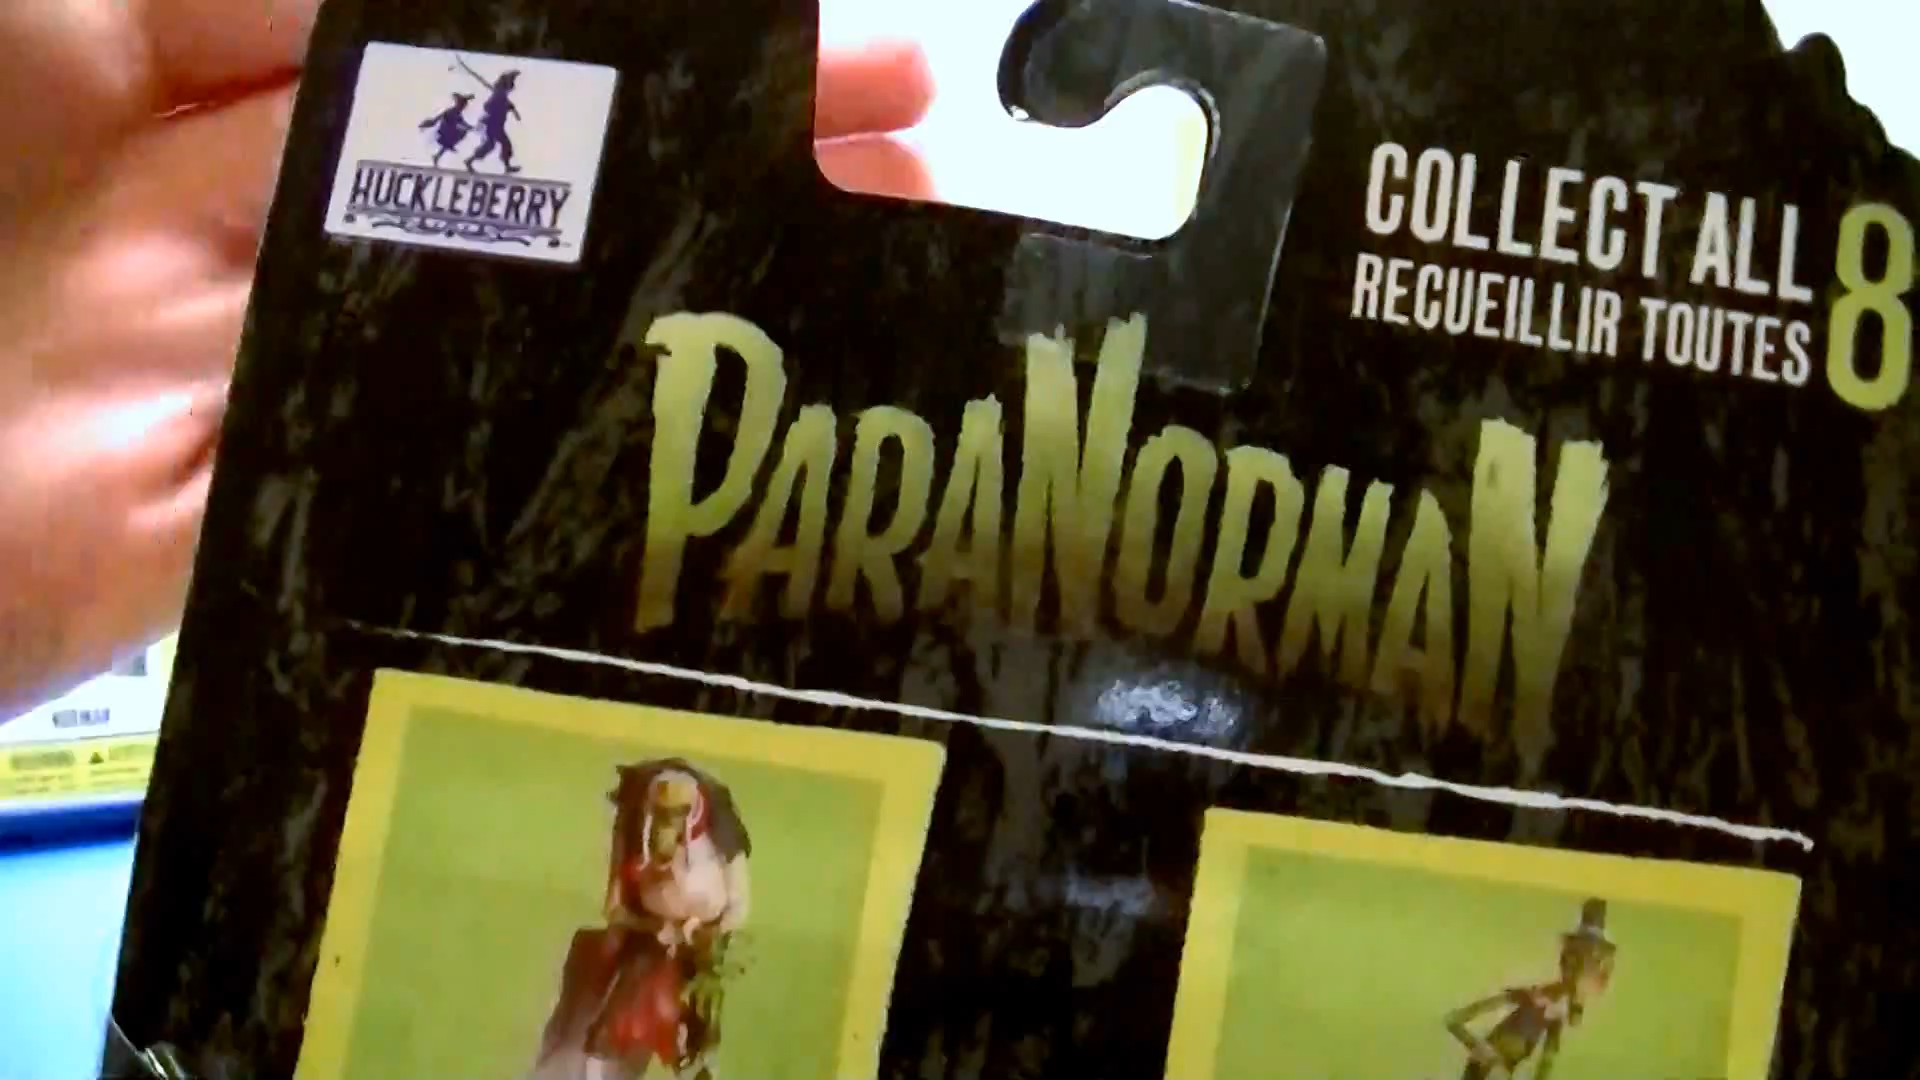 HUCKLEBERRY
COLLECT ALL 8
RECUEILLIR TOUTES
PARANORMAN